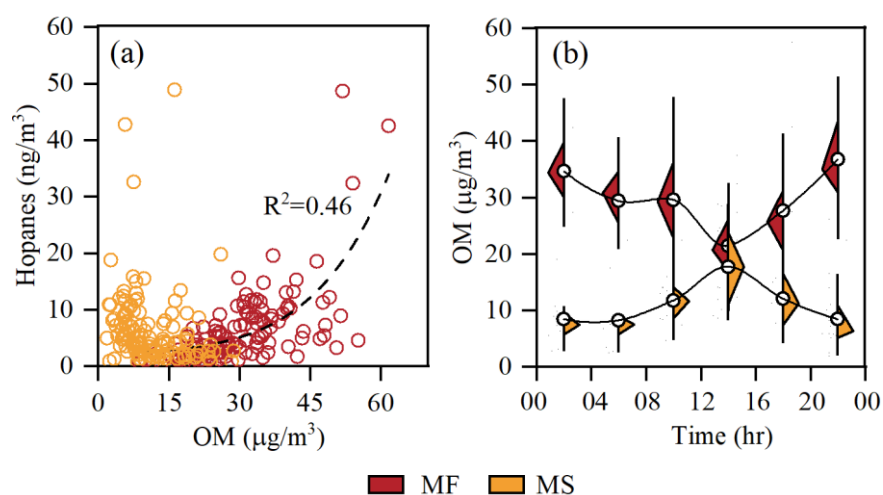 (a)
(b)
60
50
40
30
20
10
0
Hopanes (ng/m³)
R²=0.46
0 15 30 45 60
OM (μg/m³)
60
50
40
30
20
10
0
OM (μg/m³)
00 04 08 12 16 20 00
Time (hr)
MF MS